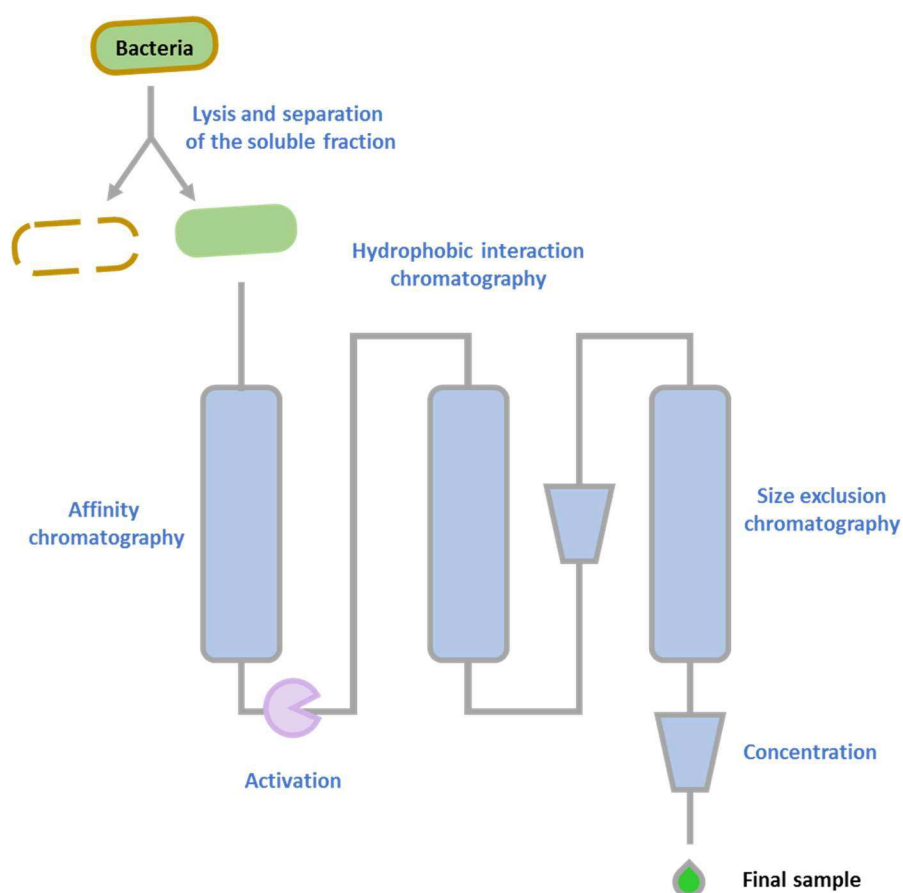 Bacteria
Lysis and separation
of the soluble fraction
Hydrophobic interaction
chromatography
Affinity
chromatography
Size exclusion
chromatography
Activation
Concentration
Final sample